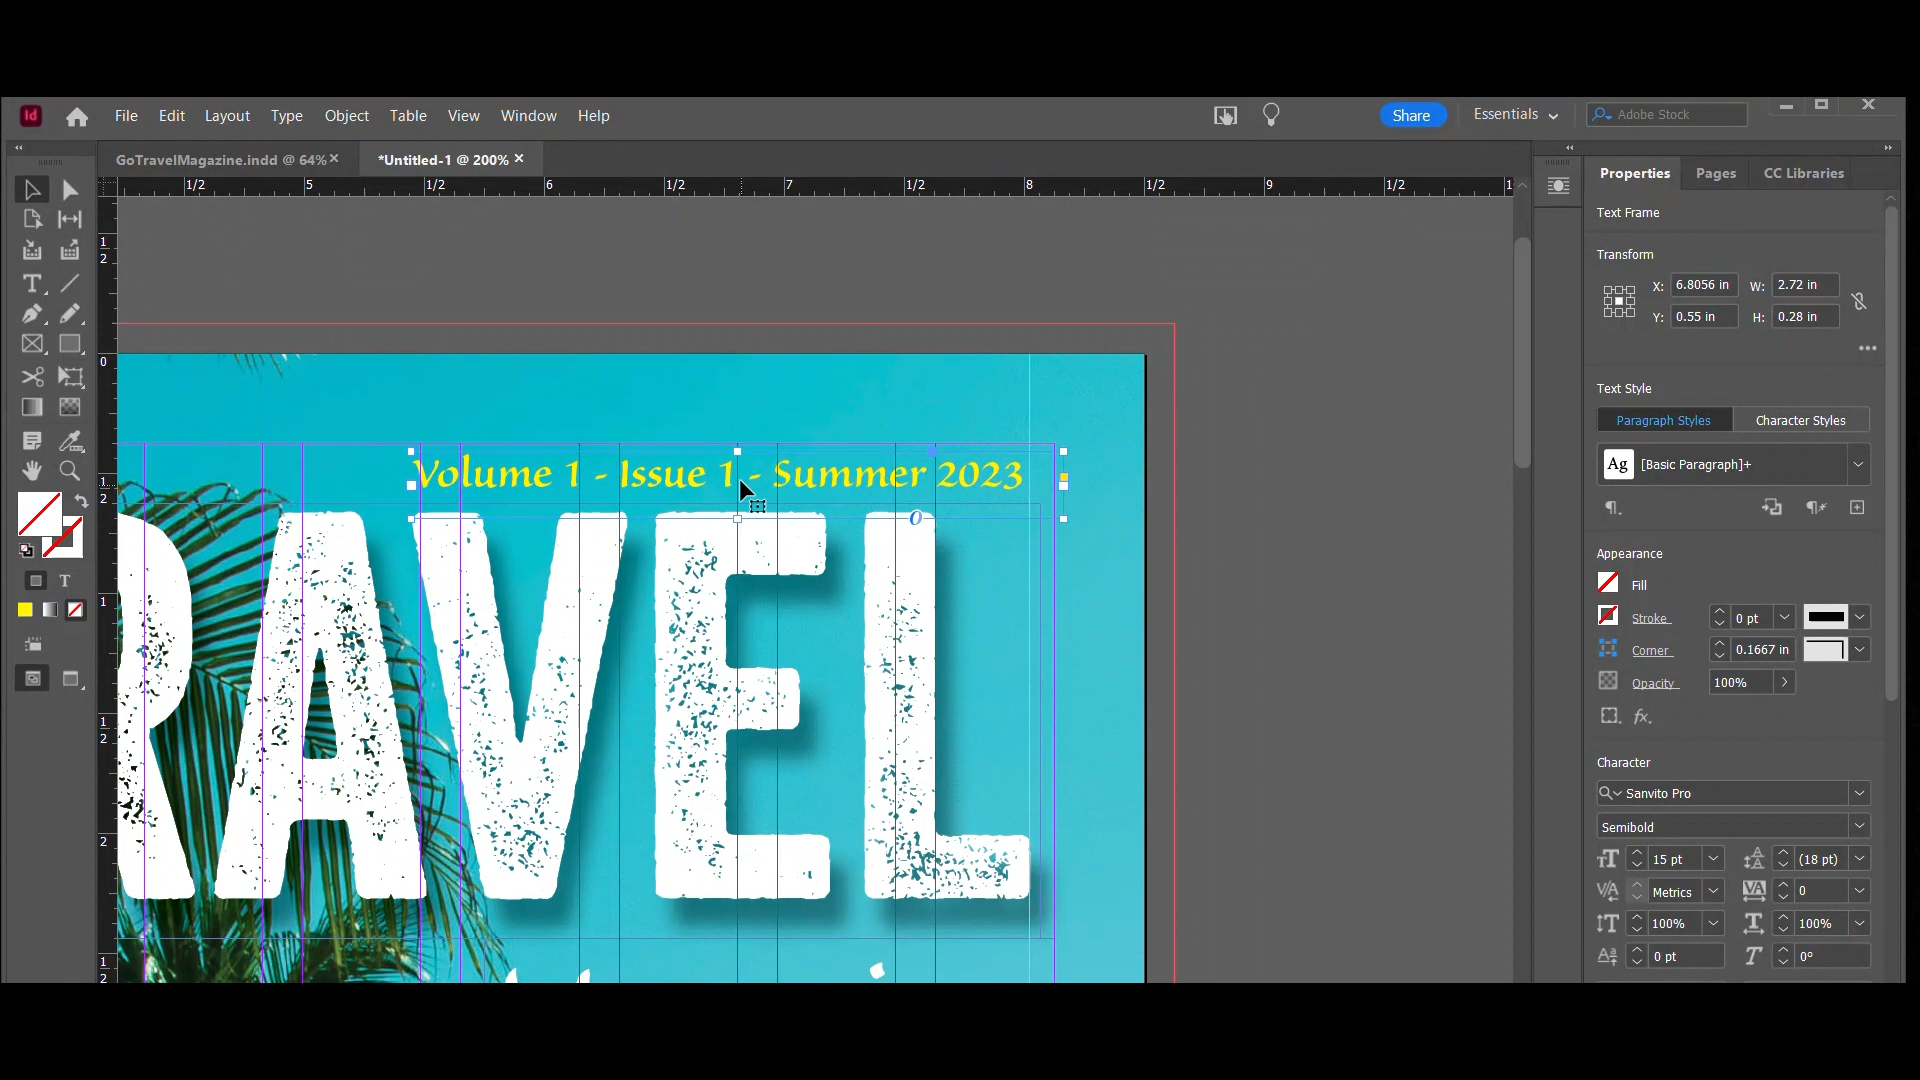 Id File Edit Layout Type Object Table View Window Help Share Essentials Adobe Stock
GoTravelMagazine.indd @ 64% *Untitled-1 @ 200%
1/2 5 1/2 6 1/2 7 1/2 8 1/2 9 1/2
Properties Pages CC Libraries
Text Frame
Transform
X: 6.8056 in W: 2.72 in
Y: 0.55 in H: 0.28 in
Text Style
Paragraph Styles Character Styles
Ag [Basic Paragraph]+
Appearance
Fill
Stroke 0 pt
Corner 0.1667 in
Opacity 100%
fx.
Character
Sanvito Pro
Semibold
15 pt (18 pt)
Metrics 0
100% 100%
0 pt 0°
1
2
0
1
2
1
1
2
2
1
2
Volume 1 - Issue 1 - Summer 2023
RAVEL